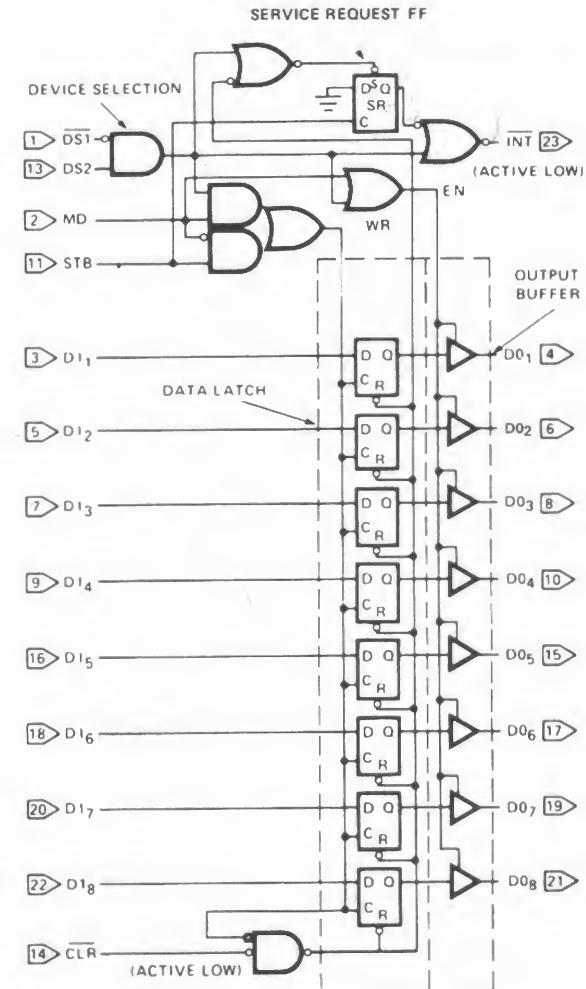 SERVICE REQUEST FF
DEVICE SELECTION
D S Q
SR
C
1 DS1
13 DS2
INT 23
(ACTIVE LOW)
2 MD
EN
WR
11 STB
OUTPUT
BUFFER
3 DI1
D Q
C R
DO1 4
DATA LATCH
5 DI2
D Q
C R
DO2 6
7 DI3
D Q
C R
DO3 8
9 DI4
D Q
C R
DO4 10
16 DI5
D Q
C R
DO5 15
18 DI6
D Q
C R
DO6 17
20 DI7
D Q
C R
DO7 19
22 DI8
D Q
C R
DO8 21
14 CLR
(ACTIVE LOW)